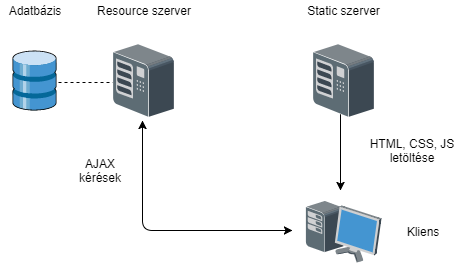 Adatbázis
Resource szerver
Static szerver
HTML, CSS, JS
letöltése
AJAX
kérések
Kliens